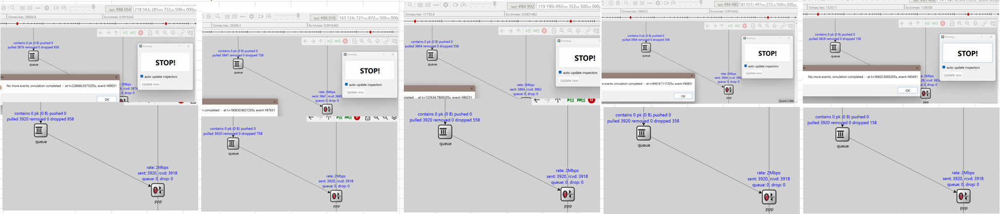 last: #88 064
218 343s 285ms 752us 500ns 000ps
Simsec/sec: 28004.8
Ev/simsec: 0.0916342
contains 0 pk (0 B) pushed 0
pulled 3876 removed 0 dropped 958
queue
Running...
STOP!
auto-update inspectors
Update now
No more events, simulation completed -- at t=228666.9373205s, event #89031
OK
contains 0 pk (0 B) pushed 0
pulled 3920 removed 0 dropped 958
queue
rate: 2Mbps
sent: 3920, rcvd: 3918
queue: 0, drop: 0
ppp
last: #86 016
163 124s 721ms 872us 500ns 000
Simsec/sec: 29306.3
Ev/simsec: 0.0916342
contains 0 pk (0 B) pushed 0
pulled 3847 removed 0 dropped 758
queue
Running...
STOP!
auto-update inspectors
Update now
rate: 2Mbps
sent: 3847, rcvd: 3845
queue: 0, drop: 0
completed -- at t=180650.8621205s, event #87631
contains 0 pk (0 B) pushed 0
pulled 3920 removed 0 dropped 758
queue
rate: 2Mbps
sent: 3920, rcvd: 3918
queue: 0, drop: 0
ppp
last: #84 992
119 190s 092ms 352us 500ns 000ps
Simsec/sec: 11735.4
Ev/simsec: 0.0921482
contains 0 pk (0 B) pushed 0
pulled 3864 removed 0 dropped 558
queue
Running...
STOP!
auto-update inspectors
Update now
rate: 2Mbps
sent: 3864, rcvd: 3862
queue: 0, drop: 0
pleted -- at t=132634.7869205s, event #86231
contains 0 pk (0 B) pushed 0
pulled 3920 removed 0 dropped 558
queue
rate: 2Mbps
sent: 3920, rcvd: 3918
queue: 0, drop: 0
ppp
last: #84 480
81 017s 441ms 272us 500ns 000ps
Simsec/sec: 29620.2
Ev/simsec: 0.0916342
contains 0 pk (0 B) pushed 0
pulled 3904 removed 0 dropped 358
queue
Running...
STOP!
auto-update inspectors
Update now
rate: 2Mbps
sent: 3904, rcvd: 3902
queue: 0, drop: 0
ppp
e events, simulation completed -- at t=84618.7117205s, event #84831
OK
Zoom:1.69x
contains 0 pk (0 B) pushed 0
pulled 3920 removed 0 dropped 358
queue
rate: 2Mbps
sent: 3920, rcvd: 3918
queue: 0, drop: 0
ppp
Simsec/sec: 13257.1
Ev/simsec: 1.09358
contains 0 pk (0 B) pushed 0
pulled 3828 removed 0 dropped 158
queue
Running...
STOP!
auto-update inspectors
Update now
No more events, simulation completed -- at t=36602.6365205s, event #83431
OK
ppp
contains 0 pk (0 B) pushed 0
pulled 3920 removed 0 dropped 158
queue
rate: 2Mbps
sent: 3920, rcvd: 3918
queue: 0, drop: 0
ppp